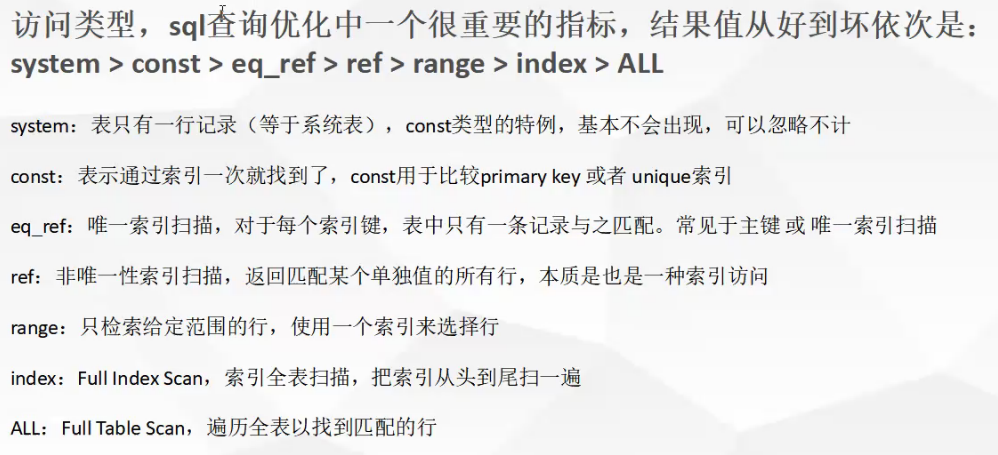 访问类型，sql查询优化中一个很重要的指标，结果值从好到坏依次是：
system > const > eq_ref > ref > range > index > ALL
system：表只有一行记录（等于系统表），const类型的特例，基本不会出现，可以忽略不计
const：表示通过索引一次就找到了，const用于比较primary key 或者 unique索引
eq_ref：唯一索引扫描，对于每个索引键，表中只有一条记录与之匹配。常见于主键 或 唯一索引扫描
ref：非唯一性索引扫描，返回匹配某个单独值的所有行，本质是也是一种索引访问
range：只检索给定范围的行，使用一个索引来选择行
index：Full Index Scan，索引全表扫描，把索引从头到尾扫一遍
ALL：Full Table Scan，遍历全表以找到匹配的行